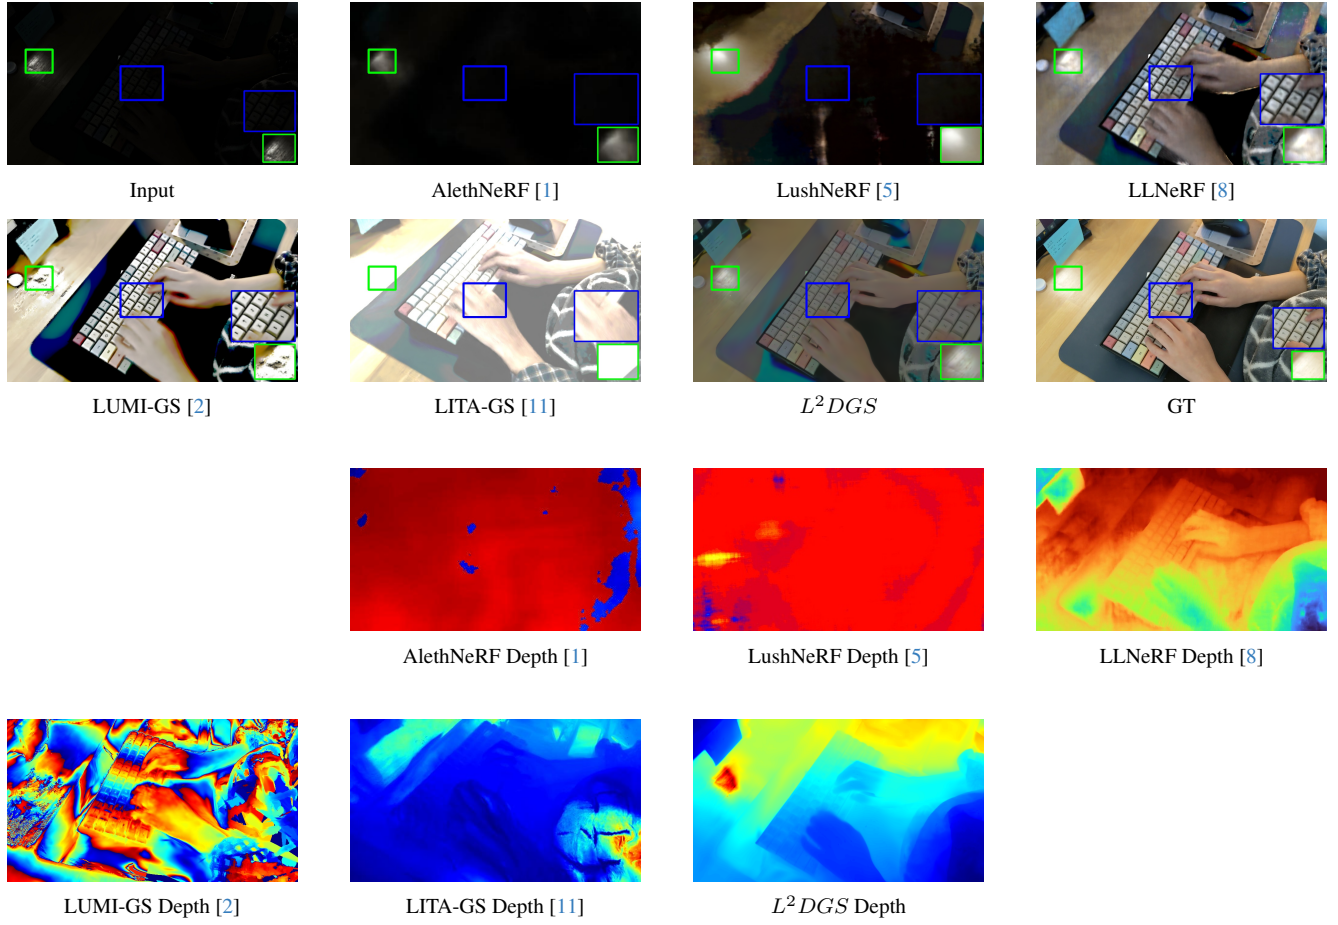 Input
AlethNeRF [1]
LushNeRF [5]
LLNeRF [8]
LUMI-GS [2]
LITA-GS [11]
L²DGS
GT
AlethNeRF Depth [1]
LushNeRF Depth [5]
LLNeRF Depth [8]
LUMI-GS Depth [2]
LITA-GS Depth [11]
L²DGS Depth